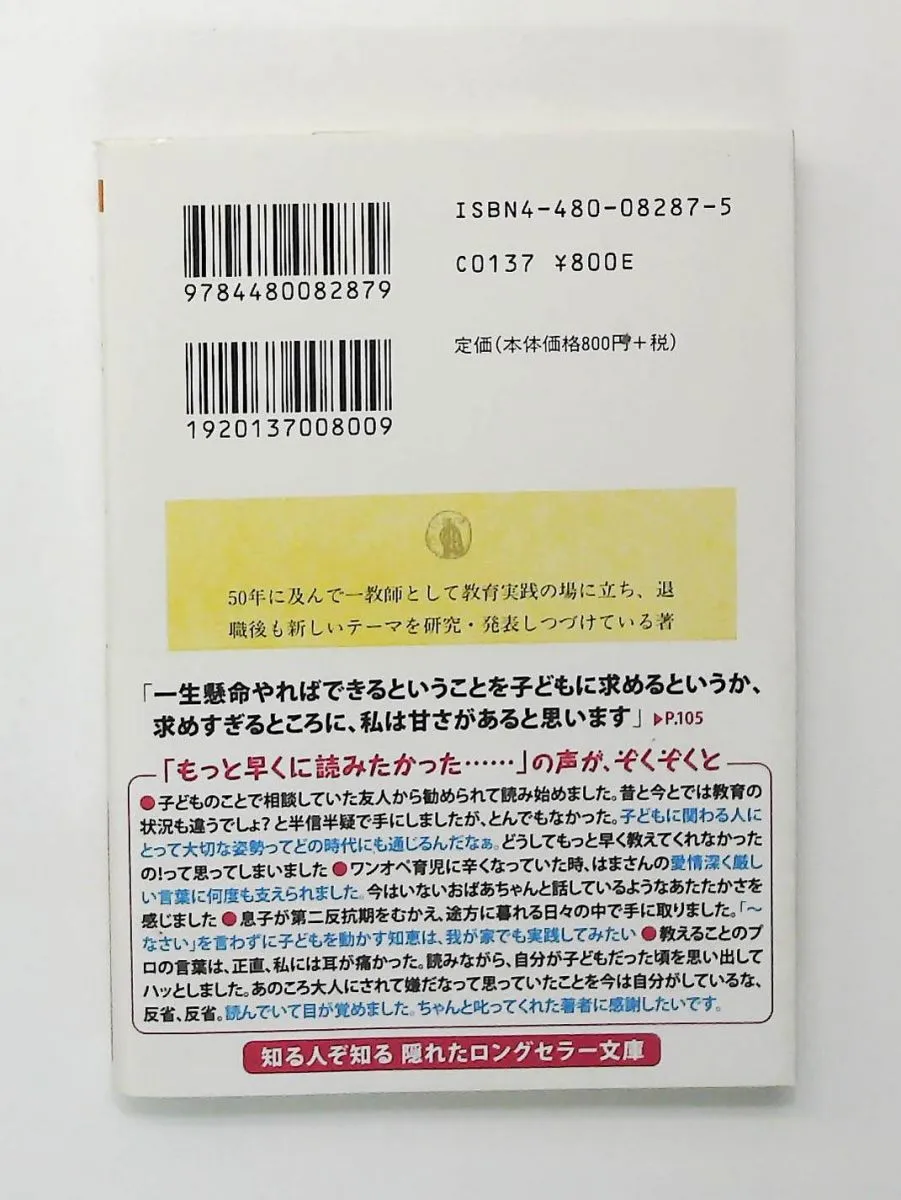 9784480082879
ISBN4-480-08287-5
C0137 ¥800E
定価(本体価格800円+税)
1920137008009
50年に及んで一教師として教育実践の場に立ち、退
職後も新しいテーマを研究・発表しつづけている著
「一生懸命やればできるということを子どもに求めるというか、
求めすぎるところに、私は甘さがあると思います」▶P.105
「もっと早くに読みたかった……」の声が、ぞくぞくと
●子どものことで相談していた友人から勧められて読み始めました。昔と今とでは教育の
状況も違うでしょ?と半信半疑で手にしましたが、とんでもなかった。子どもに関わる人に
とって大切な姿勢ってどの時代にも通じるんだなぁ。どうしてもっと早く教えてくれなかった
の!って思ってしまいました ●ワンオペ育児に辛くなっていた時、はまさんの愛情深く厳し
い言葉に何度も支えられました。今はいないおばあちゃんと話しているようなあたたかさを
感じました ●息子が第二反抗期をむかえ、途方に暮れる日々の中で手に取りました。「〜
なさい」を言わずに子どもを動かす知恵は、我が家でも実践してみたい ●教えることのプ
ロの言葉は、正直、私には耳が痛かった。読みながら、自分が子どもだった頃を思い出して
ハッとしました。あのころ大人にされて嫌だなって思っていたことを今は自分がしているな、
反省、反省。読んでいて目が覚めました。ちゃんと叱ってくれた著者に感謝したいです。
知る人ぞ知る 隠れたロングセラー文庫